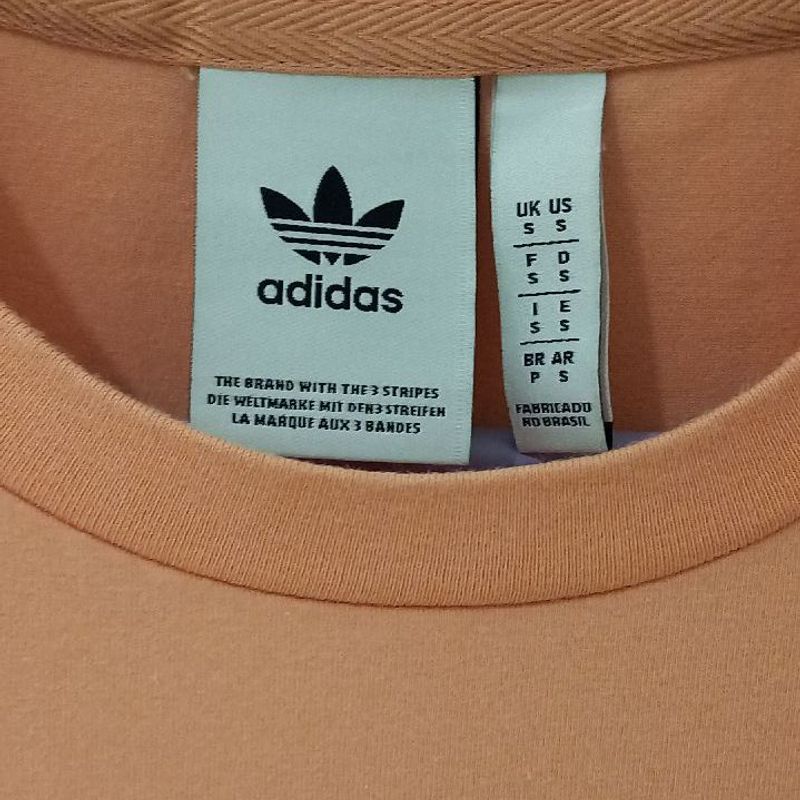 adidas
THE BRAND WITH THE 3 STRIPES
DIE WELTMARKE MIT DEN 3 STREIFEN
LA MARQUE AUX 3 BANDES
UK US
S S
F D
S S
I E
S S
BR AR
P S
FABRICADO
NO BRASIL